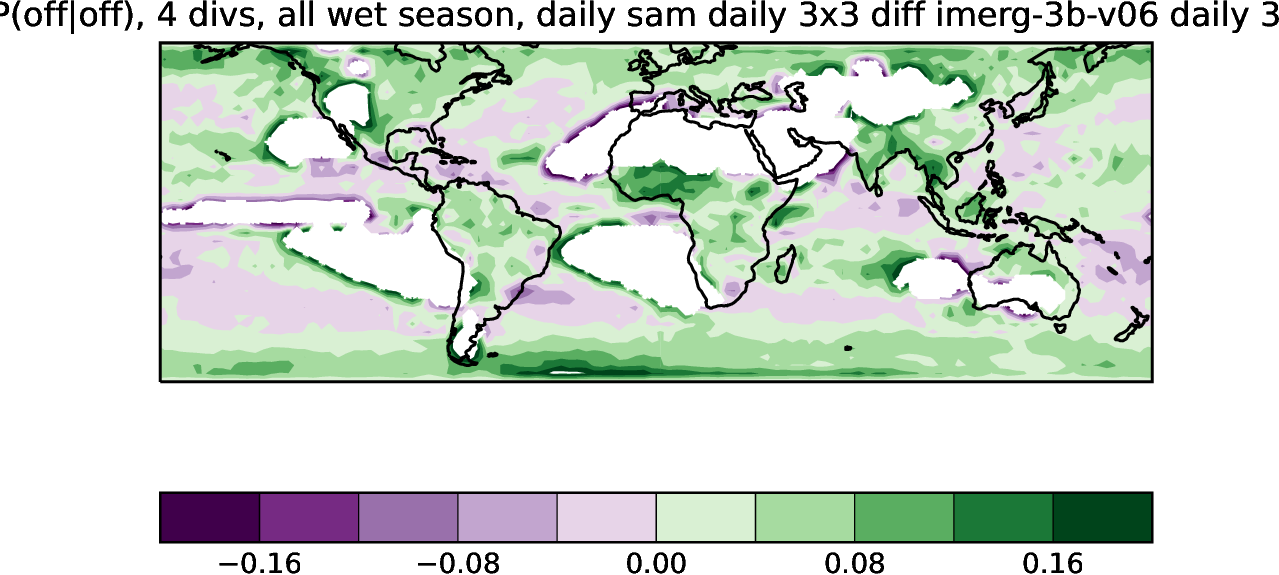 P(off|off), 4 divs, all wet season, daily sam daily 3x3 diff imerg-3b-v06 daily 3
−0.16 −0.08 0.00 0.08 0.16